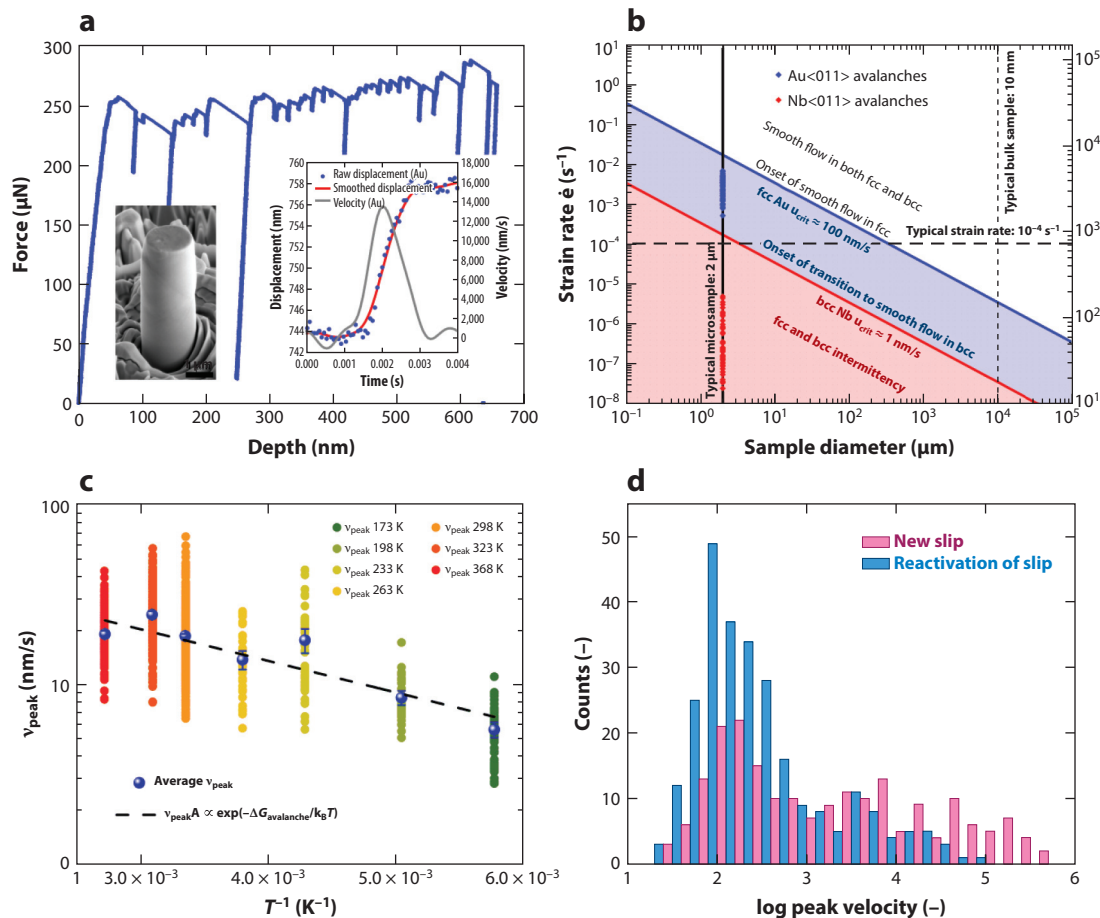 a
300
250
200
150
100
50
0
Force (µN)
0
100
200
300
400
500
600
700
Depth (nm)
760
758
756
754
752
750
748
746
744
742
Displacement (nm)
Raw displacement (Au)
Smoothed displacement
Velocity (Au)
18,000
16,000
14,000
12,000
10,000
8,000
6,000
4,000
2,000
0
Velocity (nm/s)
0.000
0.001
0.002
0.003
0.004
Time (s)
b
10¹
10⁰
10⁻¹
10⁻²
10⁻³
10⁻⁴
10⁻⁵
10⁻⁶
10⁻⁷
10⁻⁸
Strain rate ė (s⁻¹)
Au<011> avalanches
Nb<011> avalanches
Smooth flow in both fcc and bcc
Onset of smooth flow in fcc
fcc Au u_crit ≈ 100 nm/s
Typical strain rate: 10⁻⁴ s⁻¹
Onset of transition to smooth flow in bcc
bcc Nb u_crit ≈ 1 nm/s
fcc and bcc intermittency
Typical microsample: 2 µm
Typical bulk sample: 10 mm
10⁵
10⁴
10³
10²
10¹
10⁻¹
10⁰
10¹
10²
10³
10⁴
10⁵
Sample diameter (µm)
c
100
10
0
ν_peak (nm/s)
ν_peak 173 K
ν_peak 198 K
ν_peak 233 K
ν_peak 263 K
ν_peak 298 K
ν_peak 323 K
ν_peak 368 K
Average ν_peak
ν_peak A ∝ exp(−ΔG_avalanche/k_BT)
1
3.0 × 10⁻³
4.0 × 10⁻³
5.0 × 10⁻³
6.0 × 10⁻³
T⁻¹ (K⁻¹)
d
50
40
30
20
10
0
Counts (–)
New slip
Reactivation of slip
1
2
3
4
5
6
log peak velocity (–)